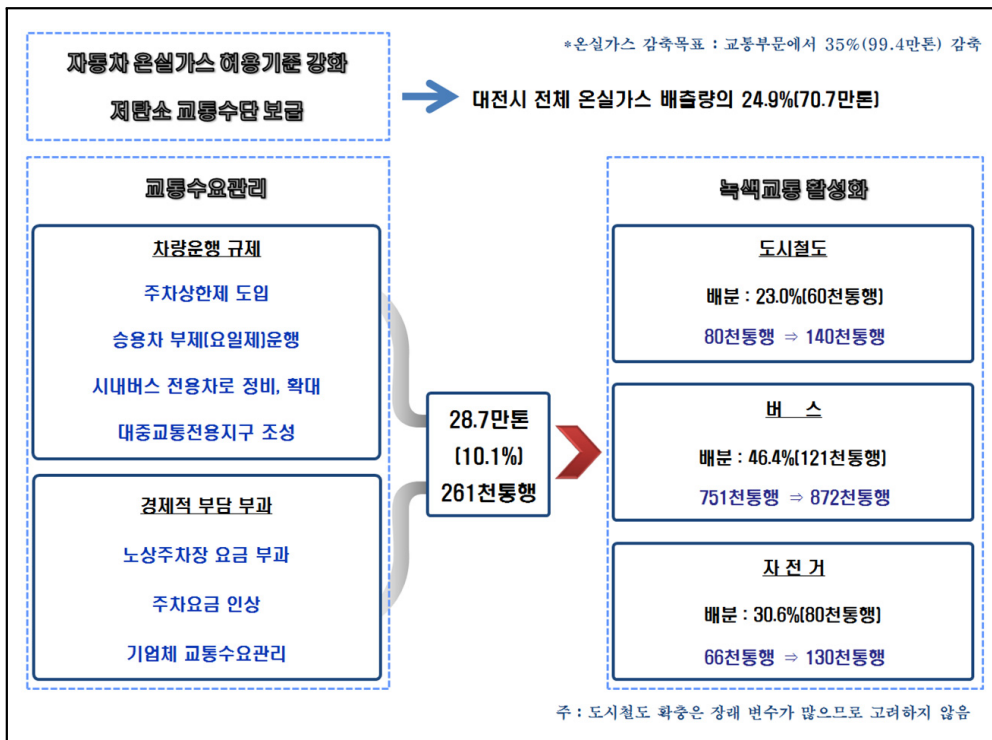 *온실가스 감축목표 : 교통부문에서 35%(99.4만톤) 감축
자동차 온실가스 허용기준 강화
저탄소 교통수단 보급
대전시 전체 온실가스 배출량의 24.9%(70.7만톤)
교통수요관리
차량운행 규제
주차상한제 도입
승용차 부제(요일제)운행
시내버스 전용차로 정비, 확대
대중교통전용지구 조성
경제적 부담 부과
노상주차장 요금 부과
주차요금 인상
기업체 교통수요관리
28.7만톤
(10.1%)
261천통행
녹색교통 활성화
도시철도
배분 : 23.0%(60천통행)
80천통행 ⇒ 140천통행
버 스
배분 : 46.4%(121천통행)
751천통행 ⇒ 872천통행
자 전 거
배분 : 30.6%(80천통행)
66천통행 ⇒ 130천통행
주 : 도시철도 확충은 장래 변수가 많으므로 고려하지 않음